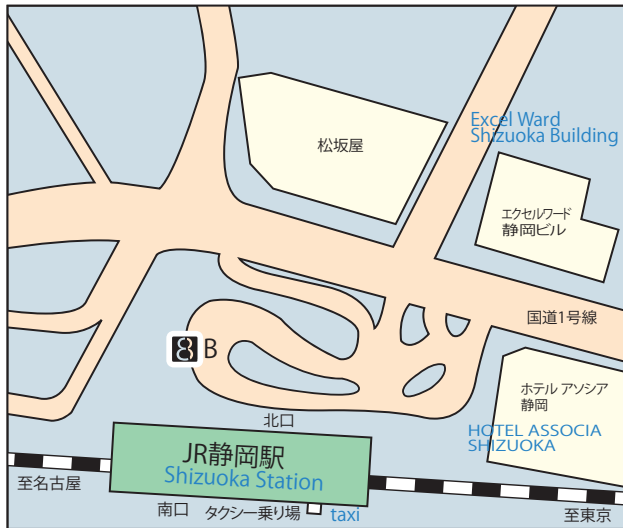 松坂屋
Excel Ward
Shizuoka Building
エクセルワード
静岡ビル
国道1号線
B
ホテル アソシア
静岡
HOTEL ASSOCIA
SHIZUOKA
北口
JR静岡駅
Shizuoka Station
至名古屋
南口
タクシー乗り場
taxi
至東京